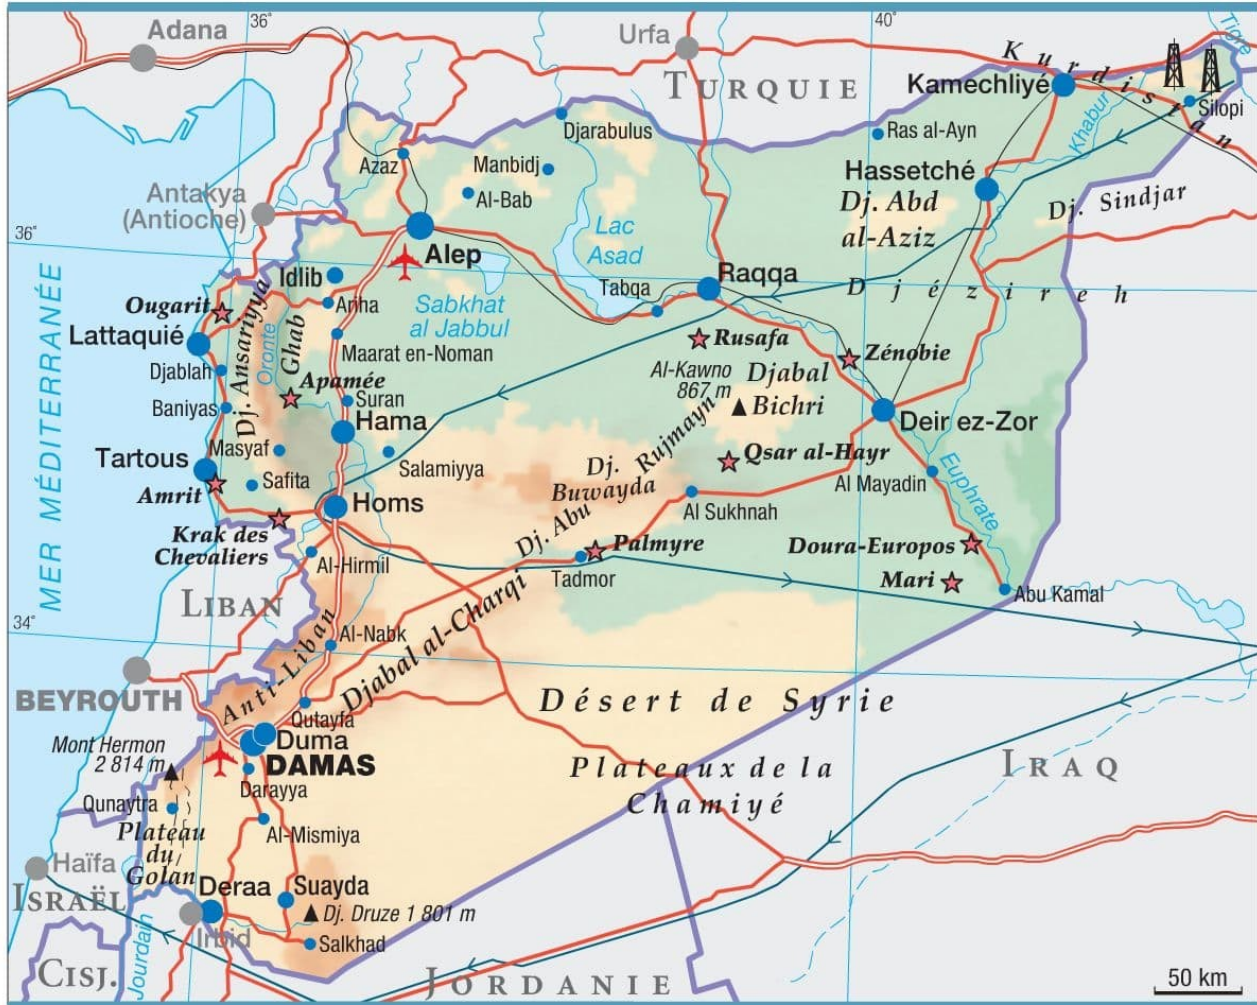 36°
40°
Adana
Urfa
TURQUIE
Kurdistan
Tigre
Kamechliyé
Silopi
Khabur
Djarabulus
Ras al-Ayn
Azaz
Manbidj
Al-Bab
Hassetché
Dj. Abd
al-Aziz
Dj. Sindjar
Antakya
(Antioche)
36°
Lac
Asad
Alep
Idlib
Ariha
Sabkhat
al Jabbul
Tabqa
Raqqa
Djézireh
MER MÉDITERRANÉE
Ougarit
Lattaquié
Dj. Ansariyya
Oronte
Ghab
Maarat en-Noman
Rusafa
Zénobie
Al-Kawno
867 m
Djabal
Bichri
Djablah
Apamée
Baniyas
Suran
Hama
Deir ez-Zor
Masyaf
Salamiyya
Tartous
Safita
Amrit
Dj.
Buwayda
Dj. Abu Rujmayn
Qsar al-Hayr
Al Mayadin
Euphrate
Homs
Al Sukhnah
Krak des
Chevaliers
Al-Hirmil
Palmyre
Tadmor
Doura-Europos
Mari
Abu Kamal
LIBAN
34°
Al-Nabk
Anti-Liban
Djabal al-Charqi
BEYROUTH
Qutayfa
Désert de Syrie
Mont Hermon
2 814 m
Duma
DAMAS
Darayya
Plateaux de la
Chamiyé
IRAQ
Qunaytra
Plateau
du
Golan
Al-Mismiya
Haïfa
ISRAËL
Deraa
Suayda
Dj. Druze 1 801 m
Irbid
Salkhad
Jourdain
CISJ.
JORDANIE
50 km